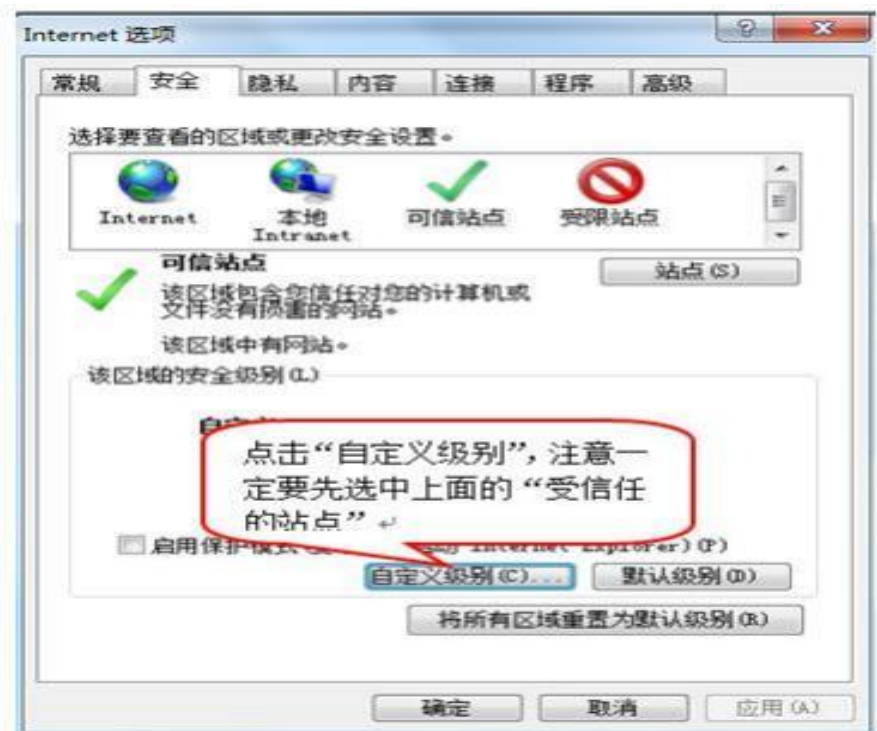 Internet 选项
常规 安全 隐私 内容 连接 程序 高级
选择要查看的区域或更改安全设置。
Internet 本地 Intranet 可信站点 受限站点
可信站点
站点(S)
该区域包含您信任对您的计算机或
文件没有损害的网站。
该区域中有网站。
该区域的安全级别(L)
点击“自定义级别”，注意一
定要先选中上面的“受信任
的站点”
启用保护模式 Internet Explorer)(P)
自定义级别(C)... 默认级别(D)
将所有区域重置为默认级别(R)
确定 取消 应用(A)